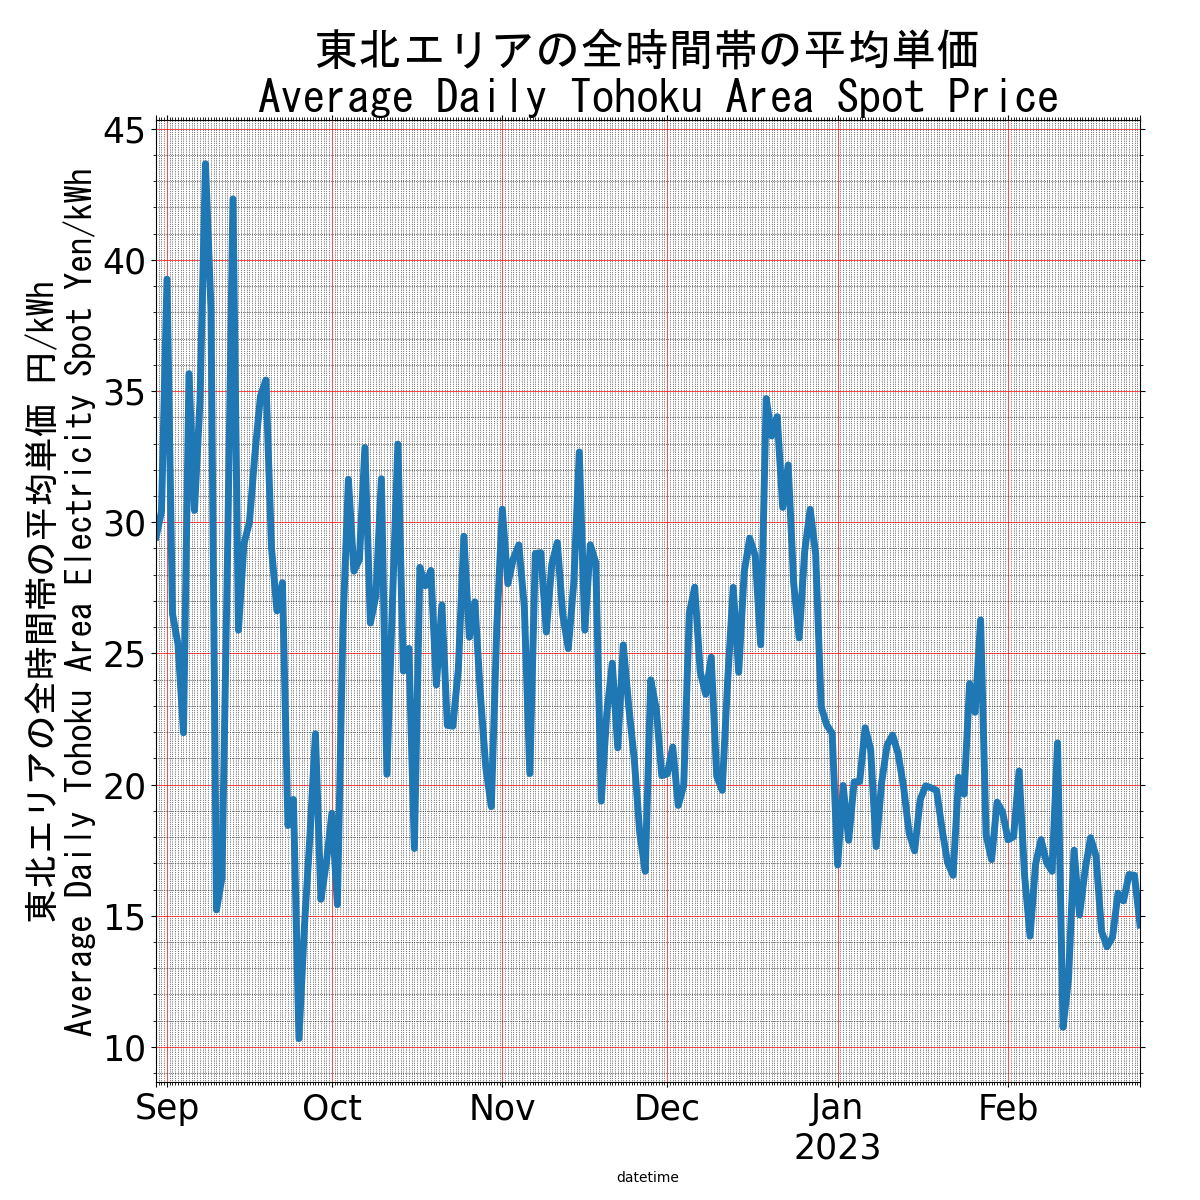 東北エリアの全時間帯の平均単価
Average Daily Tohoku Area Spot Price
東北エリアの全時間帯の平均単価 円/kWh
Average Daily Tohoku Area Electricity Spot Yen/kWh
45
40
35
30
25
20
15
10
Sep
Oct
Nov
Dec
Jan
2023
Feb
datetime